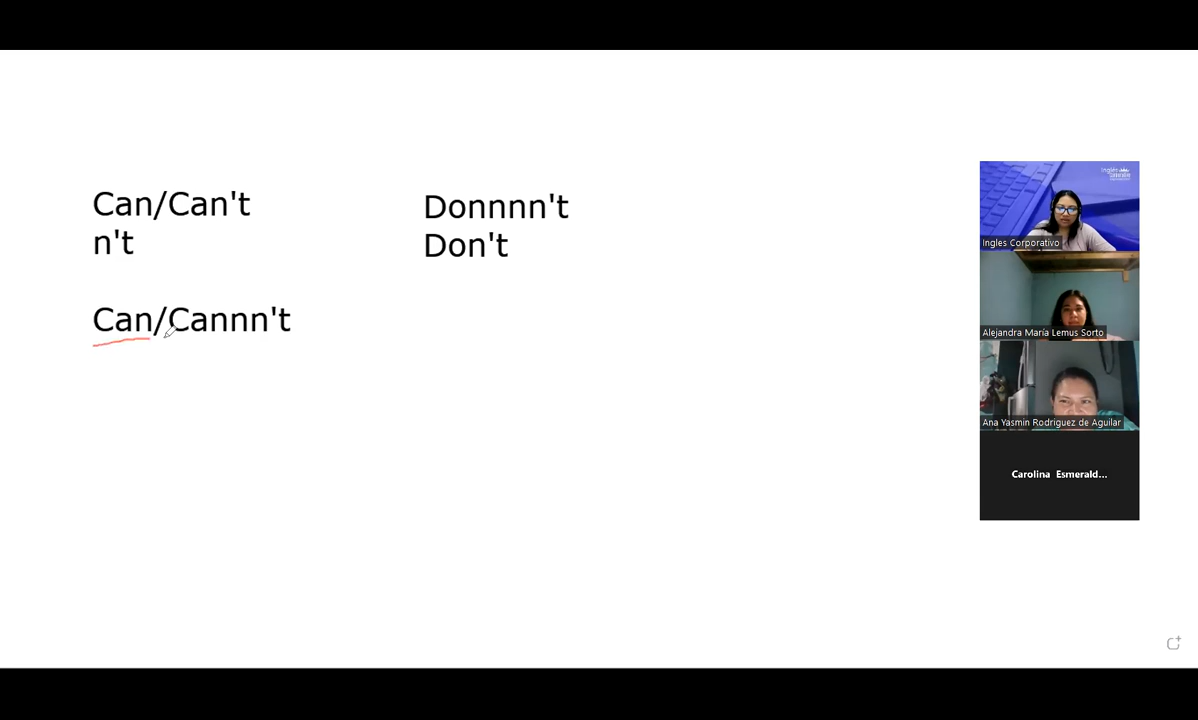 Can/Can't
n't
Can/Cannn't
Donnnn't
Don't
Ingles Corporativo
Alejandra María Lemus Sorto
Ana Yasmin Rodriguez de Aguilar
Carolina Esmerald...